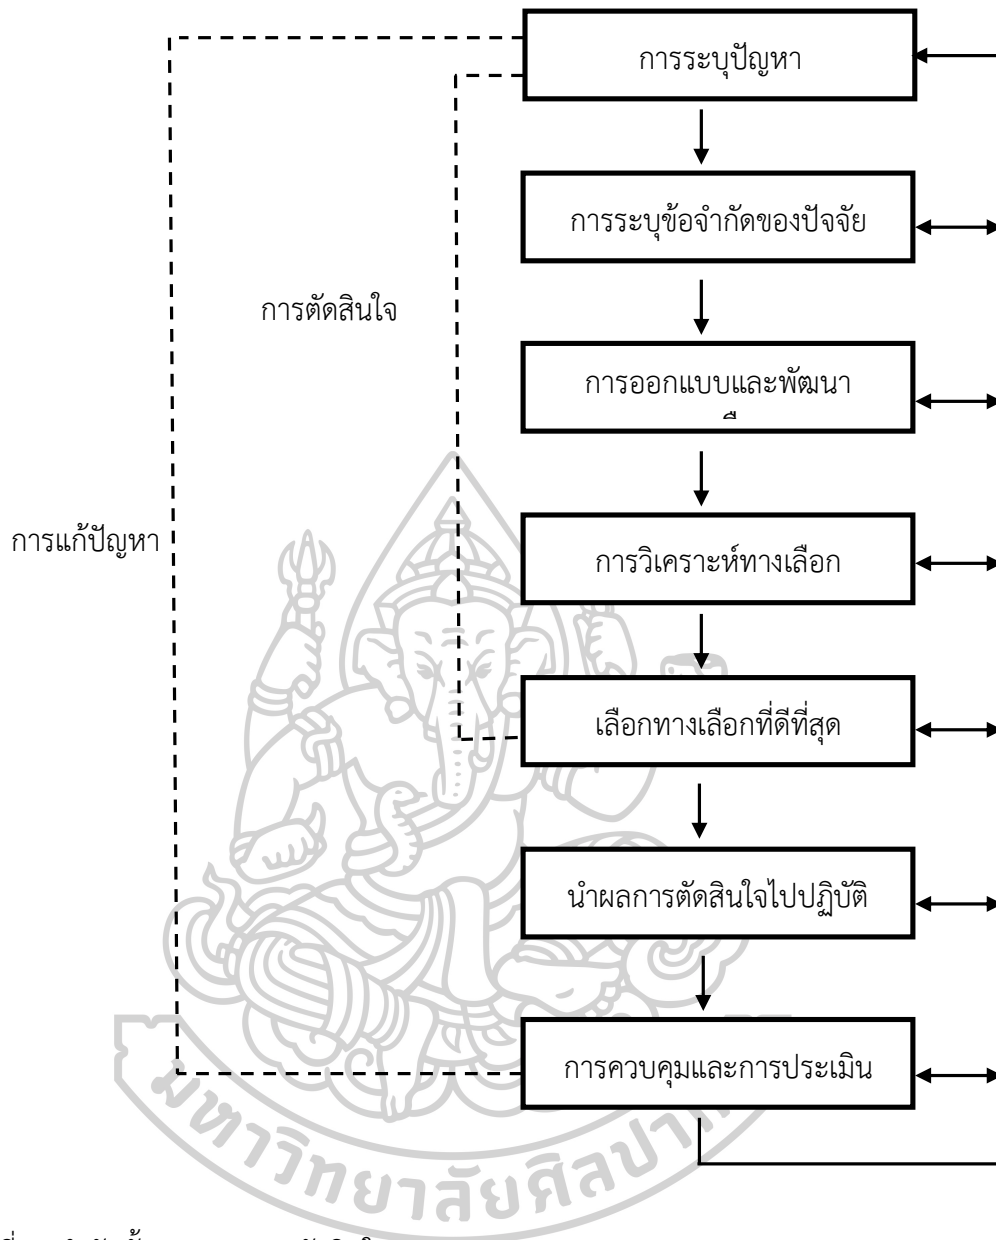 การระบุปัญหา
การระบุข้อจำกัดของปัจจัย
การตัดสินใจ
การออกแบบและพัฒนา
การแก้ปัญหา
การวิเคราะห์ทางเลือก
เลือกทางเลือกที่ดีที่สุด
นำผลการตัดสินใจไปปฏิบัติ
การควบคุมและการประเมิน
มหาวิทยาลัยศิลปากร